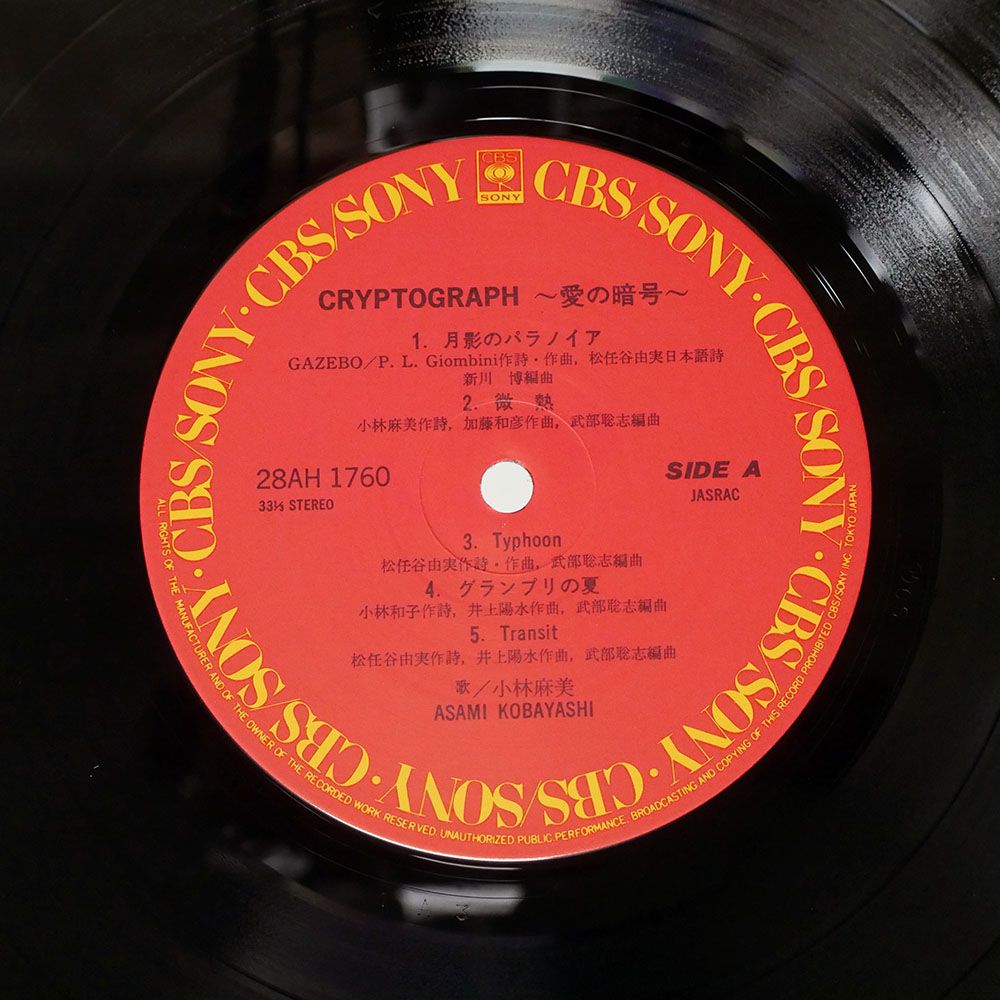 CBS
SONY
CBS/SONY · CBS/SONY · CBS/SONY · CBS/SONY · CBS/SONY · CBS/SONY · CBS/SONY · CBS/SONY
CRYPTOGRAPH ～愛の暗号～
1. 月影のパラノイア
GAZEBO／P. L. Giombini作詩・作曲, 松任谷由実日本語詩
新川 博編曲
2. 微 熱
小林麻美作詩, 加藤和彦作曲, 武部聡志編曲
28AH 1760
33⅓ STEREO
SIDE A
JASRAC
3. Typhoon
松任谷由実作詩・作曲, 武部聡志編曲
4. グランプリの夏
小林和子作詩, 井上陽水作曲, 武部聡志編曲
5. Transit
松任谷由実作詩, 井上陽水作曲, 武部聡志編曲
歌／小林麻美
ASAMI KOBAYASHI
ALL RIGHTS OF THE MANUFACTURER AND OF THE OWNER OF THE RECORDED WORK RESERVED. UNAUTHORIZED PUBLIC PERFORMANCE, BROADCASTING AND COPYING OF THIS RECORD PROHIBITED CBS/SONY INC. TOKYO JAPAN